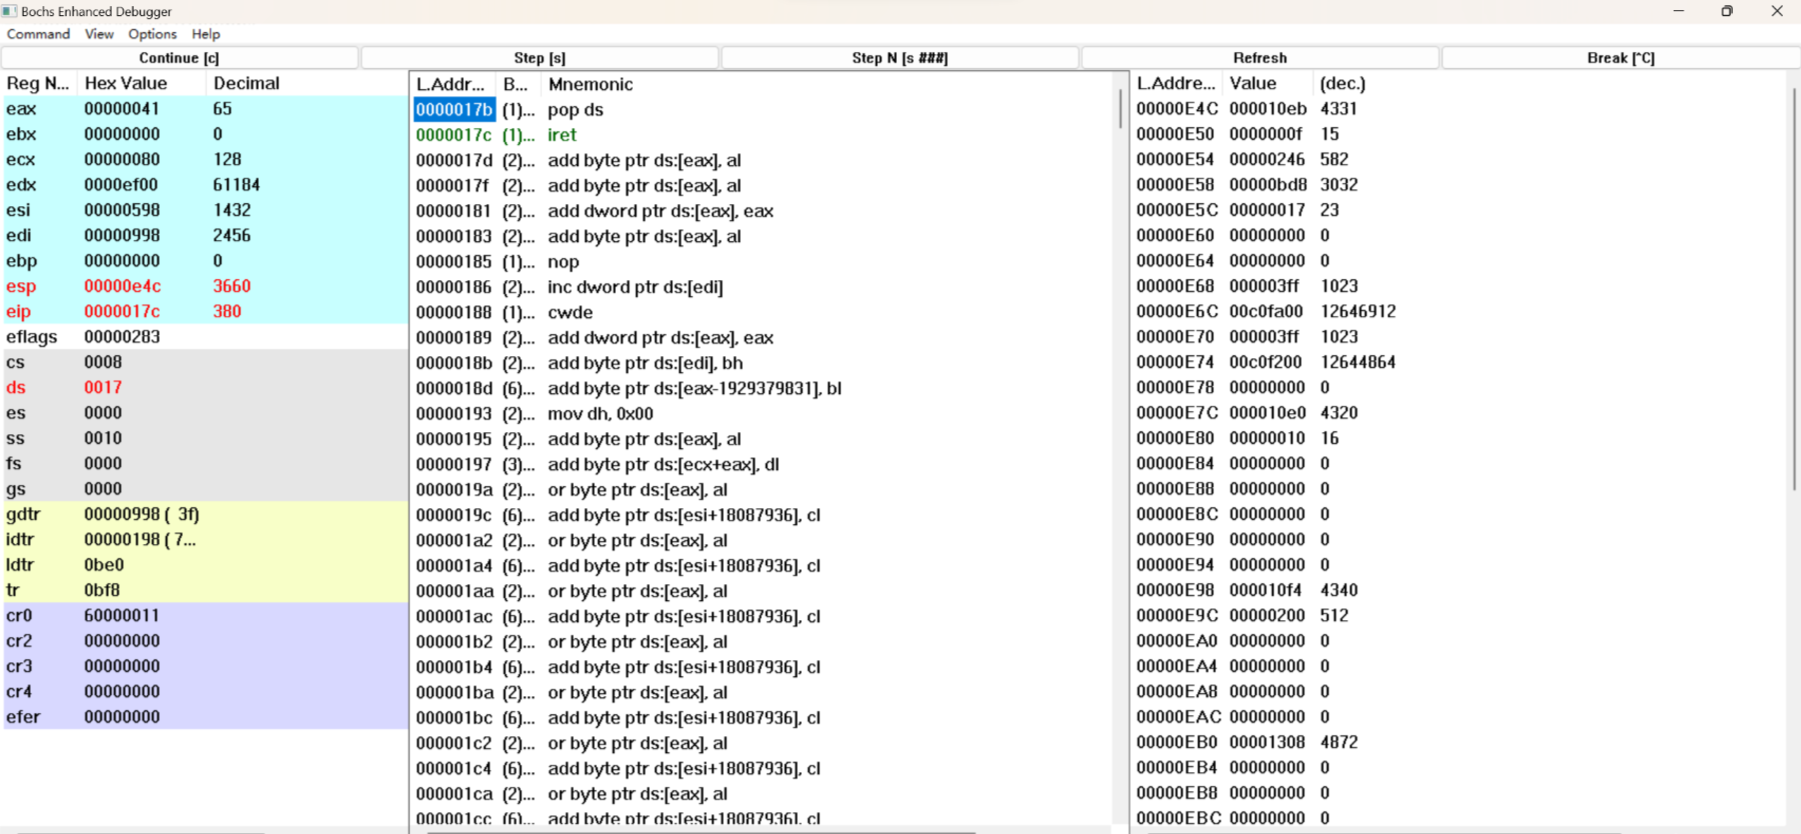 Bochs Enhanced Debugger
Command View Options Help
Continue [c] Step [s] Step N [s ###] Refresh Break [^C]
Reg N... Hex Value Decimal
eax 00000041 65
ebx 00000000 0
ecx 00000080 128
edx 0000ef00 61184
esi 00000598 1432
edi 00000998 2456
ebp 00000000 0
esp 00000e4c 3660
eip 0000017c 380
eflags 00000283
cs 0008
ds 0017
es 0000
ss 0010
fs 0000
gs 0000
gdtr 00000998 ( 3f)
idtr 00000198 ( 7...
ldtr 0be0
tr 0bf8
cr0 60000011
cr2 00000000
cr3 00000000
cr4 00000000
efer 00000000
L.Addr... B... Mnemonic
0000017b (1)... pop ds
0000017c (1)... iret
0000017d (2)... add byte ptr ds:[eax], al
0000017f (2)... add byte ptr ds:[eax], al
00000181 (2)... add dword ptr ds:[eax], eax
00000183 (2)... add byte ptr ds:[eax], al
00000185 (1)... nop
00000186 (2)... inc dword ptr ds:[edi]
00000188 (1)... cwde
00000189 (2)... add dword ptr ds:[eax], eax
0000018b (2)... add byte ptr ds:[edi], bh
0000018d (6)... add byte ptr ds:[eax-1929379831], bl
00000193 (2)... mov dh, 0x00
00000195 (2)... add byte ptr ds:[eax], al
00000197 (3)... add byte ptr ds:[ecx+eax], dl
0000019a (2)... or byte ptr ds:[eax], al
0000019c (6)... add byte ptr ds:[esi+18087936], cl
000001a2 (2)... or byte ptr ds:[eax], al
000001a4 (6)... add byte ptr ds:[esi+18087936], cl
000001aa (2)... or byte ptr ds:[eax], al
000001ac (6)... add byte ptr ds:[esi+18087936], cl
000001b2 (2)... or byte ptr ds:[eax], al
000001b4 (6)... add byte ptr ds:[esi+18087936], cl
000001ba (2)... or byte ptr ds:[eax], al
000001bc (6)... add byte ptr ds:[esi+18087936], cl
000001c2 (2)... or byte ptr ds:[eax], al
000001c4 (6)... add byte ptr ds:[esi+18087936], cl
000001ca (2)... or byte ptr ds:[eax], al
000001cc (6)... add byte ptr ds:[esi+18087936], cl
L.Addre... Value (dec.)
00000E4C 000010eb 4331
00000E50 0000000f 15
00000E54 00000246 582
00000E58 00000bd8 3032
00000E5C 00000017 23
00000E60 00000000 0
00000E64 00000000 0
00000E68 000003ff 1023
00000E6C 00c0fa00 12646912
00000E70 000003ff 1023
00000E74 00c0f200 12644864
00000E78 00000000 0
00000E7C 000010e0 4320
00000E80 00000010 16
00000E84 00000000 0
00000E88 00000000 0
00000E8C 00000000 0
00000E90 00000000 0
00000E94 00000000 0
00000E98 000010f4 4340
00000E9C 00000200 512
00000EA0 00000000 0
00000EA4 00000000 0
00000EA8 00000000 0
00000EAC 00000000 0
00000EB0 00001308 4872
00000EB4 00000000 0
00000EB8 00000000 0
00000EBC 00000000 0